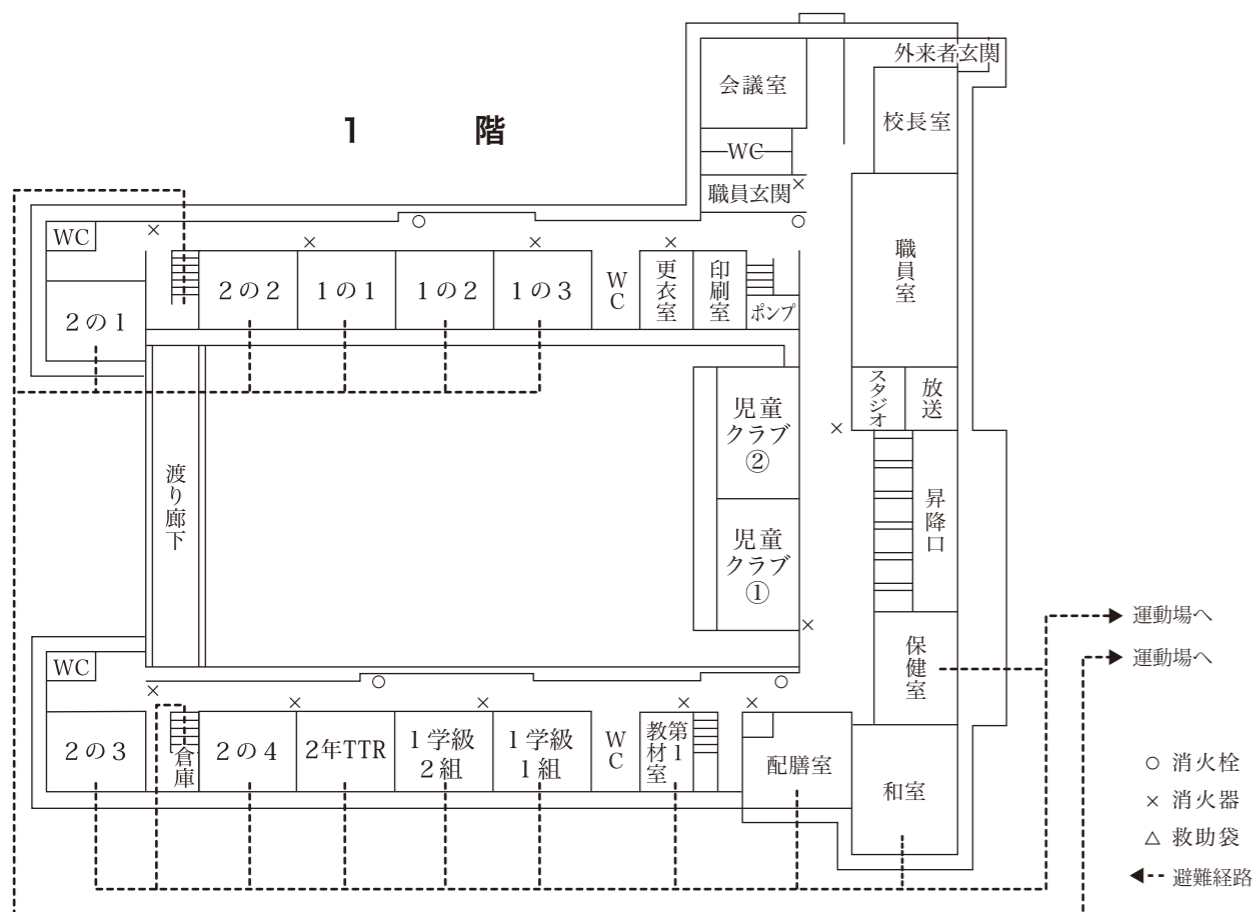 1 階
外来者玄関
会議室
校長室
WC
職員玄関
WC
職員室
2の1
2の2
1の1
1の2
1の3
WC
更衣室
印刷室
ポンプ
スタジオ
放送
児童
クラブ
②
渡り廊下
児童
クラブ
①
昇降口
運動場へ
保健室
運動場へ
WC
2の3
倉庫
2の4
2年TTR
1学級
2組
1学級
1組
WC
第1
教材室
配膳室
和室
○ 消火栓
× 消火器
△ 救助袋
避難経路